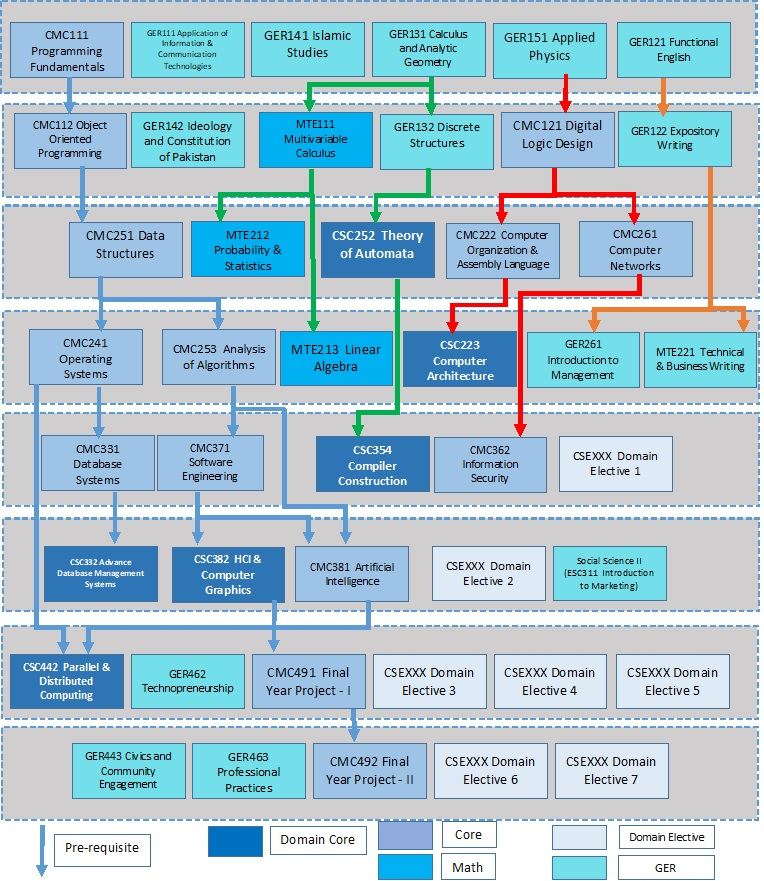 CMC111
Programming
Fundamentals
GER111 Application of
Information &
Communication
Technologies
GER141 Islamic
Studies
GER131 Calculus
and Analytic
Geometry
GER151 Applied
Physics
GER121 Functional
English
CMC112 Object
Oriented
Programming
GER142 Ideology
and Constitution
of Pakistan
MTE111
Multivariable
Calculus
GER132 Discrete
Structures
CMC121 Digital
Logic Design
GER122 Expository
Writing
CMC251 Data
Structures
MTE212
Probability &
Statistics
CSC252 Theory
of Automata
CMC222 Computer
Organization &
Assembly Language
CMC261
Computer
Networks
CMC241
Operating
Systems
CMC253 Analysis
of Algorithms
MTE213 Linear
Algebra
CSC223
Computer
Architecture
GER261
Introduction to
Management
MTE221 Technical
& Business Writing
CMC331
Database
Systems
CMC371
Software
Engineering
CSC354
Compiler
Construction
CMC362
Information
Security
CSEXXX Domain
Elective 1
CSC332 Advance
Database Management
Systems
CSC382 HCI &
Computer
Graphics
CMC381 Artificial
Intelligence
CSEXXX Domain
Elective 2
Social Science II
(ESC311 Introduction
to Marketing)
CSC442 Parallel &
Distributed
Computing
GER462
Technopreneurship
CMC491 Final
Year Project - I
CSEXXX Domain
Elective 3
CSEXXX Domain
Elective 4
CSEXXX Domain
Elective 5
GER443 Civics and
Community
Engagement
GER463
Professional
Practices
CMC492 Final
Year Project - II
CSEXXX Domain
Elective 6
CSEXXX Domain
Elective 7
Pre-requisite
Domain Core
Core
Domain Elective
Math
GER